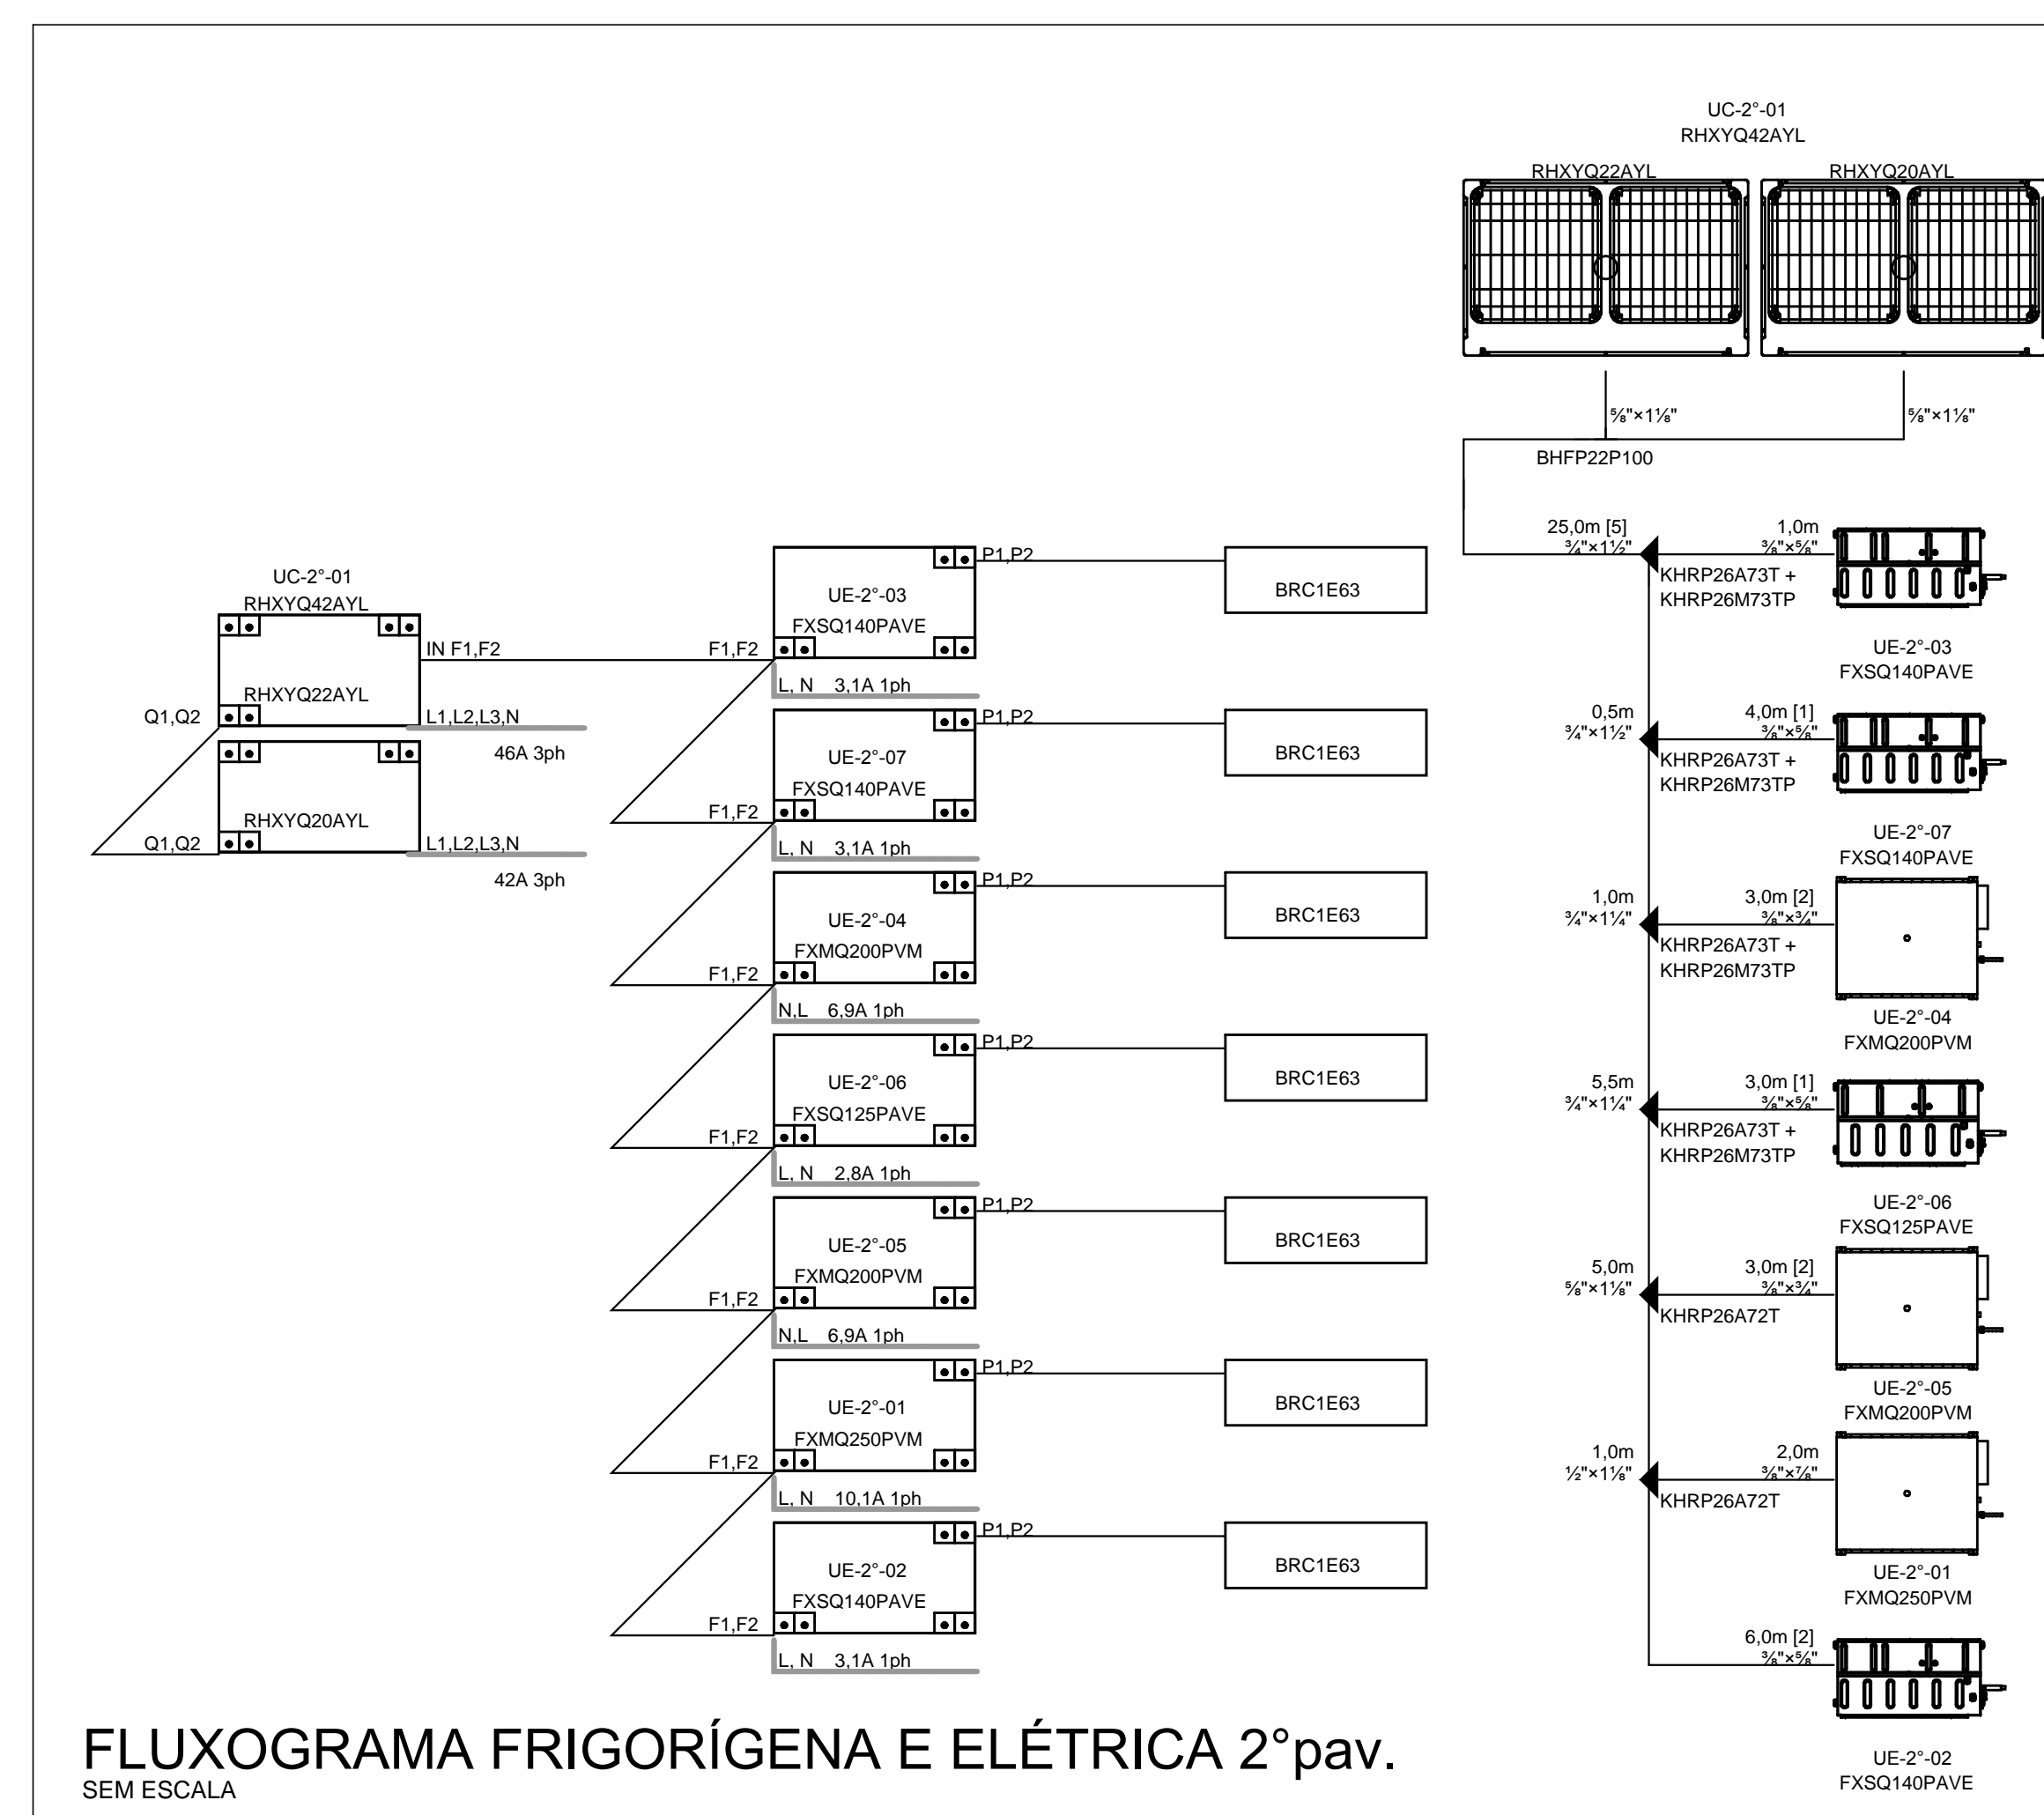 UC-2°-01
RHXYQ42AYL
RHXYQ22AYL
RHXYQ20AYL
⅝"×1⅛"
⅝"×1⅛"
BHFP22P100
UC-2°-01
RHXYQ42AYL
IN F1,F2
RHXYQ22AYL
Q1,Q2
L1,L2,L3,N
46A 3ph
RHXYQ20AYL
Q1,Q2
L1,L2,L3,N
42A 3ph
P1,P2
UE-2°-03
FXSQ140PAVE
BRC1E63
F1,F2
L, N 3,1A 1ph
P1,P2
UE-2°-07
FXSQ140PAVE
BRC1E63
F1,F2
L, N 3,1A 1ph
P1,P2
UE-2°-04
FXMQ200PVM
BRC1E63
F1,F2
N,L 6,9A 1ph
P1,P2
UE-2°-06
FXSQ125PAVE
BRC1E63
F1,F2
L, N 2,8A 1ph
P1,P2
UE-2°-05
FXMQ200PVM
BRC1E63
F1,F2
N,L 6,9A 1ph
P1,P2
UE-2°-01
FXMQ250PVM
BRC1E63
F1,F2
L, N 10,1A 1ph
P1,P2
UE-2°-02
FXSQ140PAVE
BRC1E63
F1,F2
L, N 3,1A 1ph
25,0m [5]
¾"×1½"
1,0m
⅜"×⅝"
KHRP26A73T +
KHRP26M73TP
UE-2°-03
FXSQ140PAVE
0,5m
¾"×1½"
4,0m [1]
⅜"×⅝"
KHRP26A73T +
KHRP26M73TP
UE-2°-07
FXSQ140PAVE
1,0m
¾"×1¼"
3,0m [2]
⅜"×¾"
KHRP26A73T +
KHRP26M73TP
UE-2°-04
FXMQ200PVM
5,5m
¾"×1¼"
3,0m [1]
⅜"×⅝"
KHRP26A73T +
KHRP26M73TP
UE-2°-06
FXSQ125PAVE
5,0m
⅝"×1⅛"
3,0m [2]
⅜"×¾"
KHRP26A72T
UE-2°-05
FXMQ200PVM
1,0m
½"×1⅛"
2,0m
⅜"×⅞"
KHRP26A72T
UE-2°-01
FXMQ250PVM
6,0m [2]
⅜"×⅝"
UE-2°-02
FXSQ140PAVE
FLUXOGRAMA FRIGORÍGENA E ELÉTRICA 2°pav.
SEM ESCALA